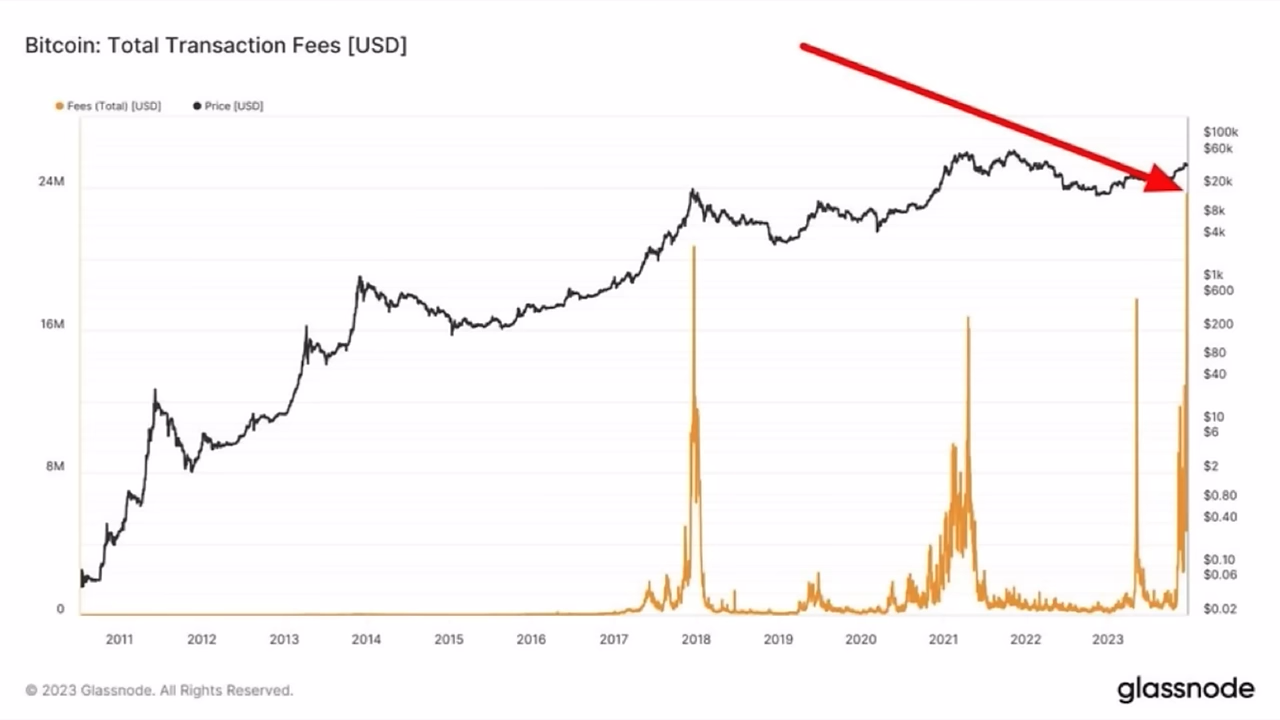 Bitcoin: Total Transaction Fees [USD]
Fees (Total) [USD] Price [USD]
24M
16M
8M
0
$100k
$60k
$20k
$8k
$4k
$1k
$600
$200
$80
$40
$10
$6
$2
$0.80
$0.40
$0.10
$0.06
$0.02
2011 2012 2013 2014 2015 2016 2017 2018 2019 2020 2021 2022 2023
© 2023 Glassnode. All Rights Reserved.
glassnode